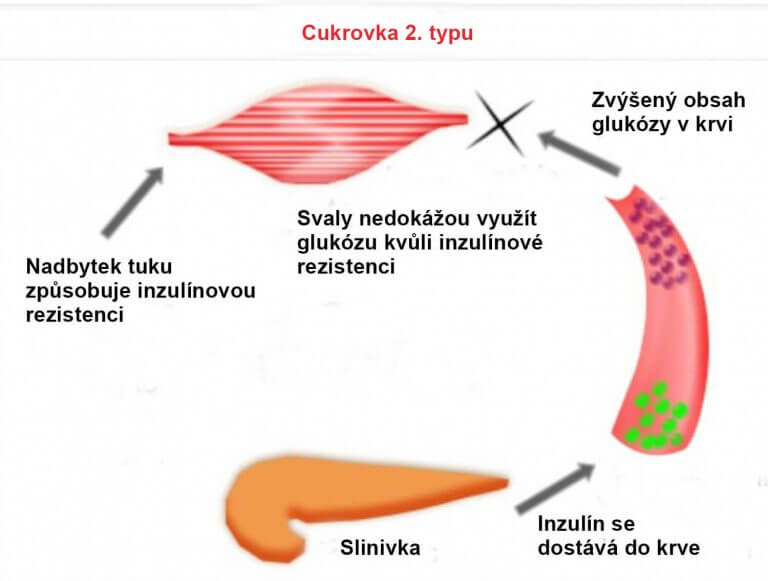 Cukrovka 2. typu
Zvýšený obsah
glukózy v krvi
Svaly nedokážou využít
glukózu kvůli inzulínové
rezistenci
Nadbytek tuku
způsobuje inzulínovou
rezistenci
Slinivka
Inzulín se
dostává do krve